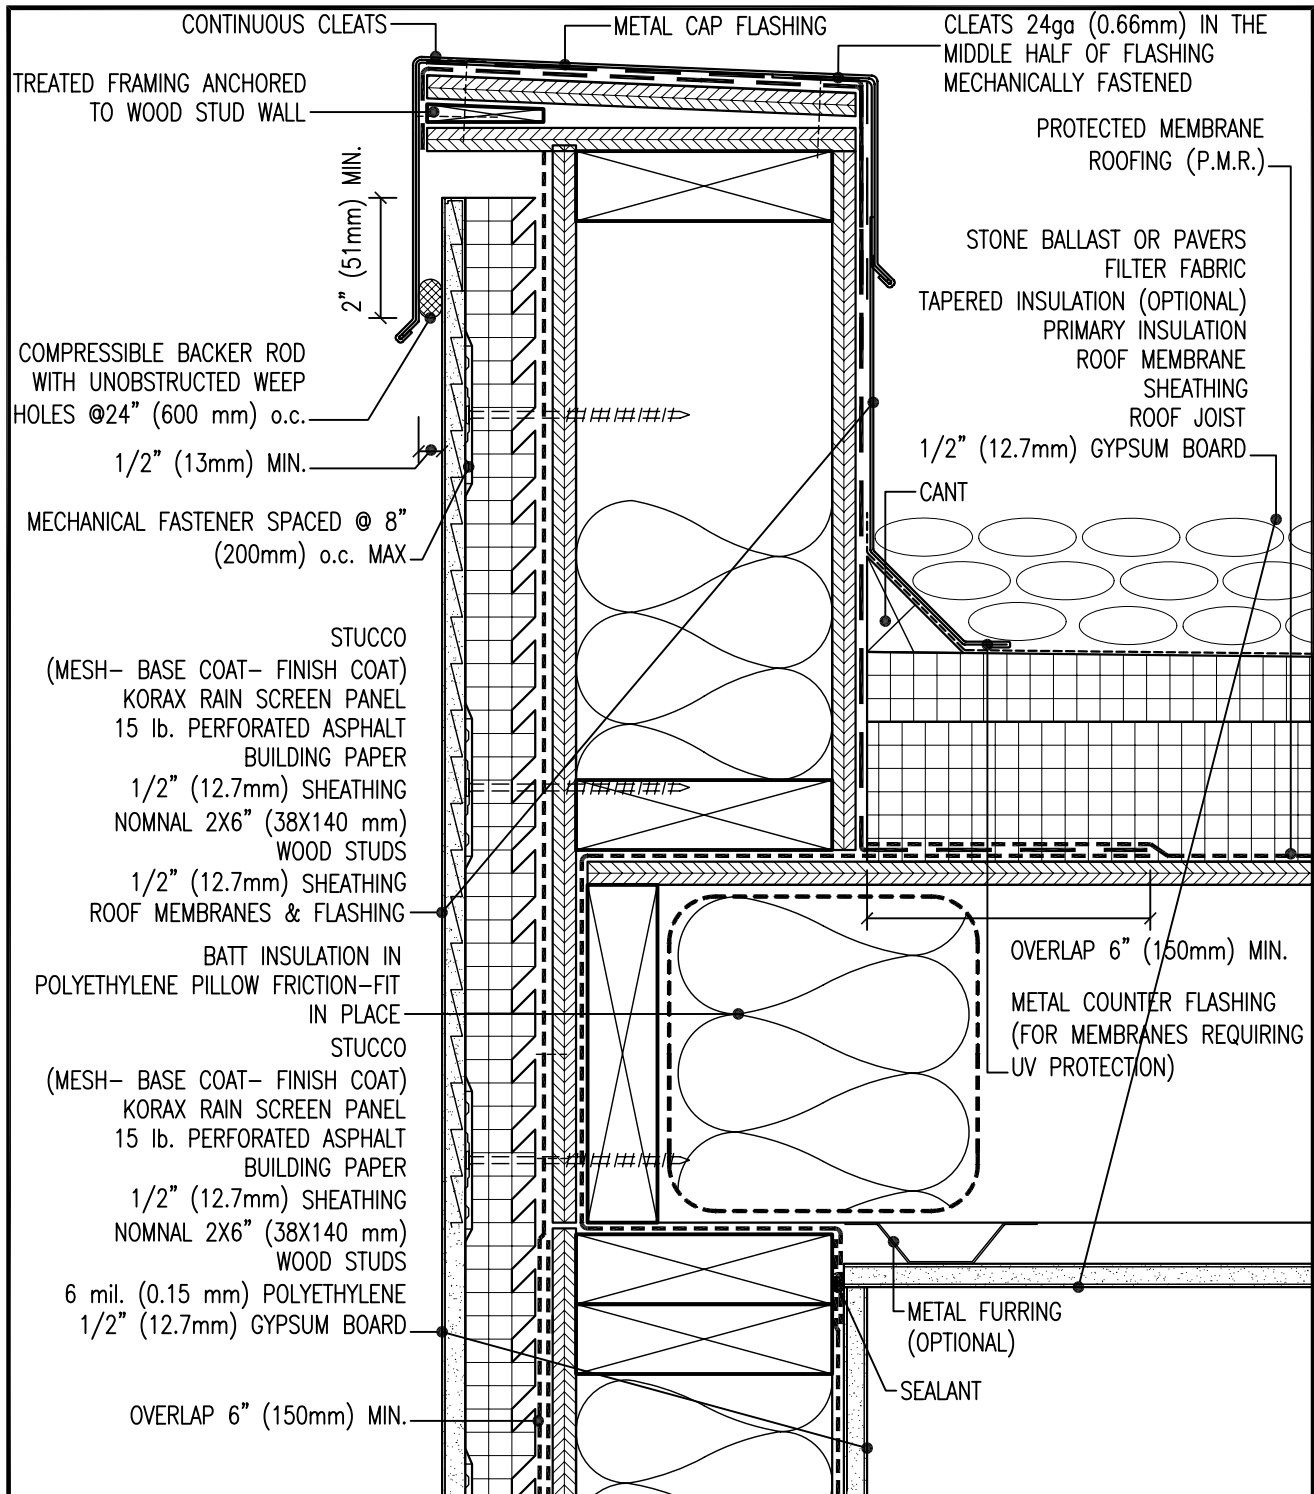 CONTINUOUS CLEATS
METAL CAP FLASHING
CLEATS 24ga (0.66mm) IN THE
MIDDLE HALF OF FLASHING
MECHANICALLY FASTENED
TREATED FRAMING ANCHORED
TO WOOD STUD WALL
PROTECTED MEMBRANE
ROOFING (P.M.R.)
2" (51mm) MIN.
STONE BALLAST OR PAVERS
FILTER FABRIC
TAPERED INSULATION (OPTIONAL)
PRIMARY INSULATION
ROOF MEMBRANE
SHEATHING
ROOF JOIST
1/2" (12.7mm) GYPSUM BOARD
COMPRESSIBLE BACKER ROD
WITH UNOBSTRUCTED WEEP
HOLES @24" (600 mm) o.c.
1/2" (13mm) MIN.
CANT
MECHANICAL FASTENER SPACED @ 8"
(200mm) o.c. MAX
STUCCO
(MESH- BASE COAT- FINISH COAT)
KORAX RAIN SCREEN PANEL
15 lb. PERFORATED ASPHALT
BUILDING PAPER
1/2" (12.7mm) SHEATHING
NOMNAL 2X6" (38X140 mm)
WOOD STUDS
1/2" (12.7mm) SHEATHING
ROOF MEMBRANES & FLASHING
BATT INSULATION IN
POLYETHYLENE PILLOW FRICTION-FIT
IN PLACE
OVERLAP 6" (150mm) MIN.
METAL COUNTER FLASHING
(FOR MEMBRANES REQUIRING
UV PROTECTION)
STUCCO
(MESH- BASE COAT- FINISH COAT)
KORAX RAIN SCREEN PANEL
15 lb. PERFORATED ASPHALT
BUILDING PAPER
1/2" (12.7mm) SHEATHING
NOMNAL 2X6" (38X140 mm)
WOOD STUDS
6 mil. (0.15 mm) POLYETHYLENE
1/2" (12.7mm) GYPSUM BOARD
METAL FURRING
(OPTIONAL)
SEALANT
OVERLAP 6" (150mm) MIN.